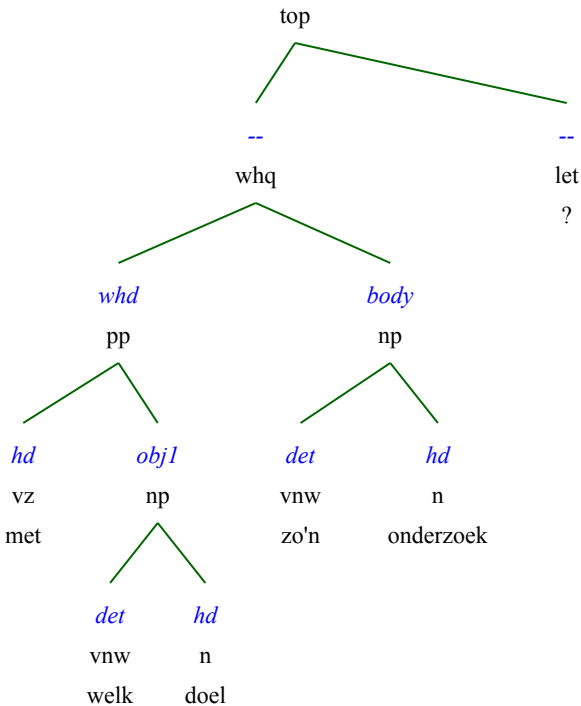 top
-- --
whq let
?
whd body
pp np
hd obj1 det hd
vz np vnw n
met zo'n onderzoek
det hd
vnw n
welk doel